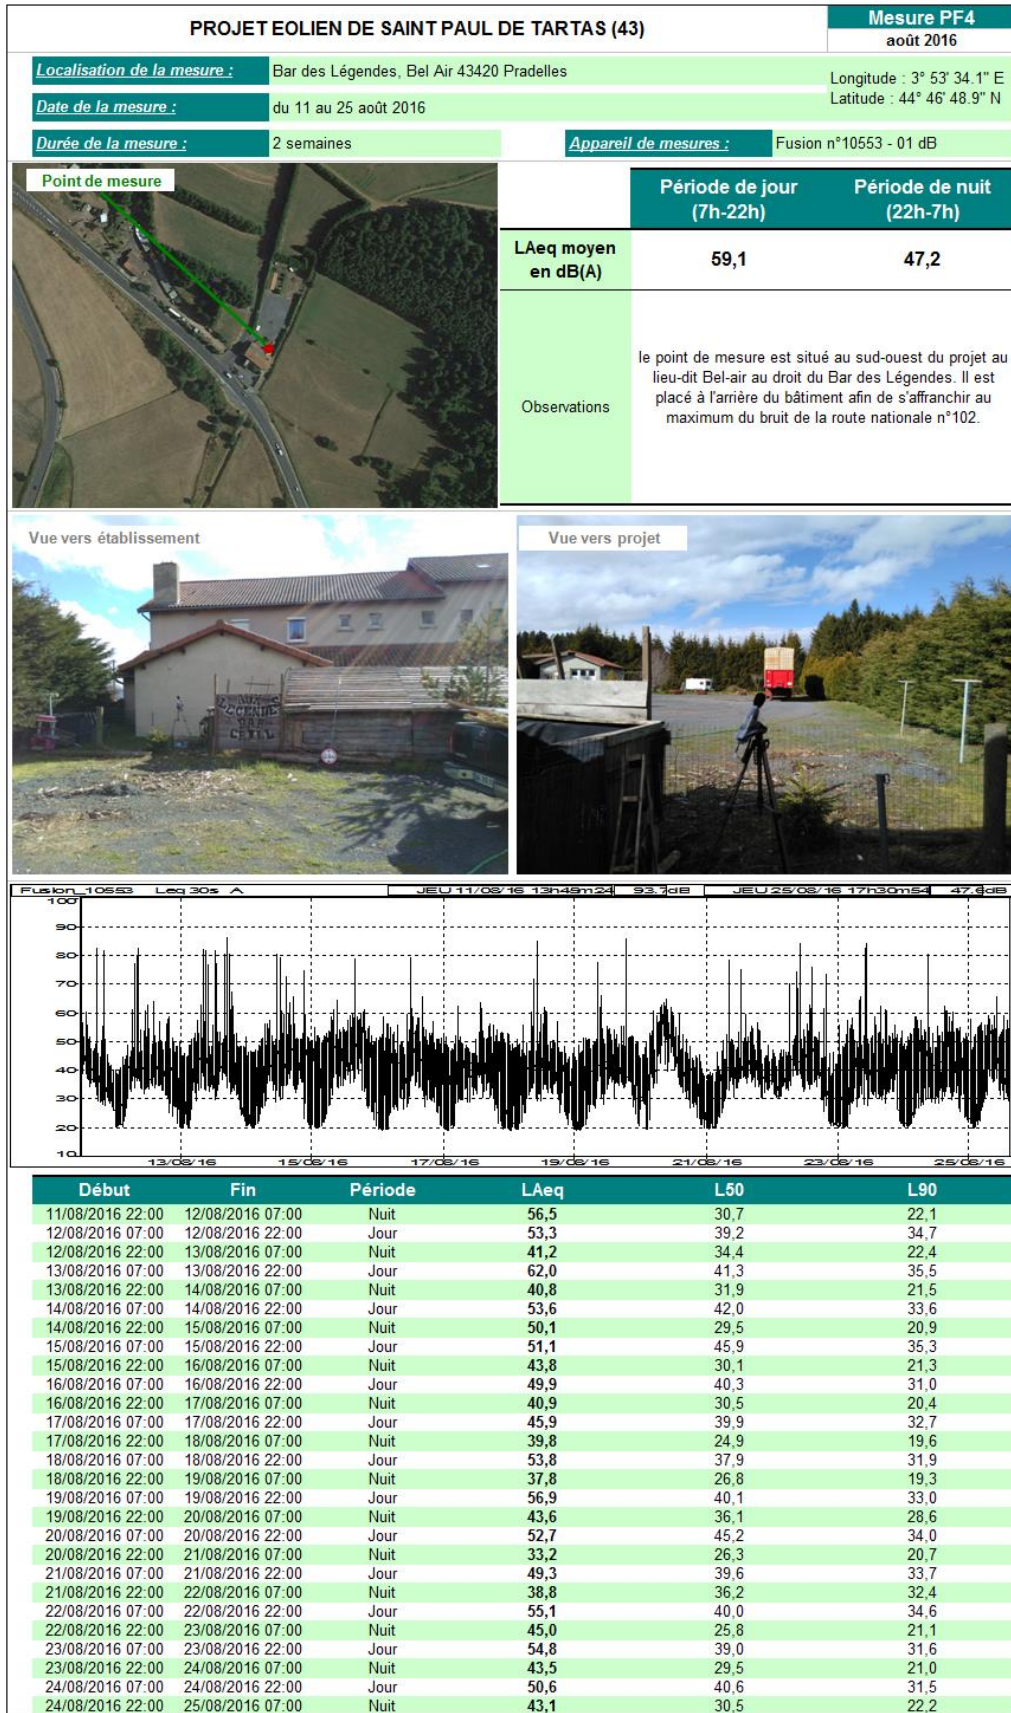 PROJET EOLIEN DE SAINT PAUL DE TARTAS (43)
Mesure PF4
août 2016
Localisation de la mesure :
Bar des Légendes, Bel Air 43420 Pradelles
Longitude : 3° 53' 34.1" E
Latitude : 44° 46' 48.9" N
Date de la mesure :
du 11 au 25 août 2016
Durée de la mesure :
2 semaines
Appareil de mesures :
Fusion n°10553 - 01 dB
Point de mesure
Période de jour
(7h-22h)
Période de nuit
(22h-7h)
LAeq moyen
en dB(A)
59,1
47,2
Observations
le point de mesure est situé au sud-ouest du projet au
lieu-dit Bel-air au droit du Bar des Légendes. Il est
placé à l'arrière du bâtiment afin de s'affranchir au
maximum du bruit de la route nationale n°102.
Vue vers établissement
Vue vers projet
LEGENDE
BAR
GRILL
Fusion_10553 Leq 30s A JEU 11/08/16 13h49m24 93.7dB JEU 25/08/16 17h30m54 47.6dB
100
90
80
70
60
50
40
30
20
10
13/08/16 15/08/16 17/08/16 19/08/16 21/08/16 23/08/16 25/08/16
Début Fin Période LAeq L50 L90
11/08/2016 22:00 12/08/2016 07:00 Nuit 56,5 30,7 22,1
12/08/2016 07:00 12/08/2016 22:00 Jour 53,3 39,2 34,7
12/08/2016 22:00 13/08/2016 07:00 Nuit 41,2 34,4 22,4
13/08/2016 07:00 13/08/2016 22:00 Jour 62,0 41,3 35,5
13/08/2016 22:00 14/08/2016 07:00 Nuit 40,8 31,9 21,5
14/08/2016 07:00 14/08/2016 22:00 Jour 53,6 42,0 33,6
14/08/2016 22:00 15/08/2016 07:00 Nuit 50,1 29,5 20,9
15/08/2016 07:00 15/08/2016 22:00 Jour 51,1 45,9 35,3
15/08/2016 22:00 16/08/2016 07:00 Nuit 43,8 30,1 21,3
16/08/2016 07:00 16/08/2016 22:00 Jour 49,9 40,3 31,0
16/08/2016 22:00 17/08/2016 07:00 Nuit 40,9 30,5 20,4
17/08/2016 07:00 17/08/2016 22:00 Jour 45,9 39,9 32,7
17/08/2016 22:00 18/08/2016 07:00 Nuit 39,8 24,9 19,6
18/08/2016 07:00 18/08/2016 22:00 Jour 53,8 37,9 31,9
18/08/2016 22:00 19/08/2016 07:00 Nuit 37,8 26,8 19,3
19/08/2016 07:00 19/08/2016 22:00 Jour 56,9 40,1 33,0
19/08/2016 22:00 20/08/2016 07:00 Nuit 43,6 36,1 28,6
20/08/2016 07:00 20/08/2016 22:00 Jour 52,7 45,2 34,0
20/08/2016 22:00 21/08/2016 07:00 Nuit 33,2 26,3 20,7
21/08/2016 07:00 21/08/2016 22:00 Jour 49,3 39,6 33,7
21/08/2016 22:00 22/08/2016 07:00 Nuit 38,8 36,2 32,4
22/08/2016 07:00 22/08/2016 22:00 Jour 55,1 40,0 34,6
22/08/2016 22:00 23/08/2016 07:00 Nuit 45,0 25,8 21,1
23/08/2016 07:00 23/08/2016 22:00 Jour 54,8 39,0 31,6
23/08/2016 22:00 24/08/2016 07:00 Nuit 43,5 29,5 21,0
24/08/2016 07:00 24/08/2016 22:00 Jour 50,6 40,6 31,5
24/08/2016 22:00 25/08/2016 07:00 Nuit 43,1 30,5 22,2